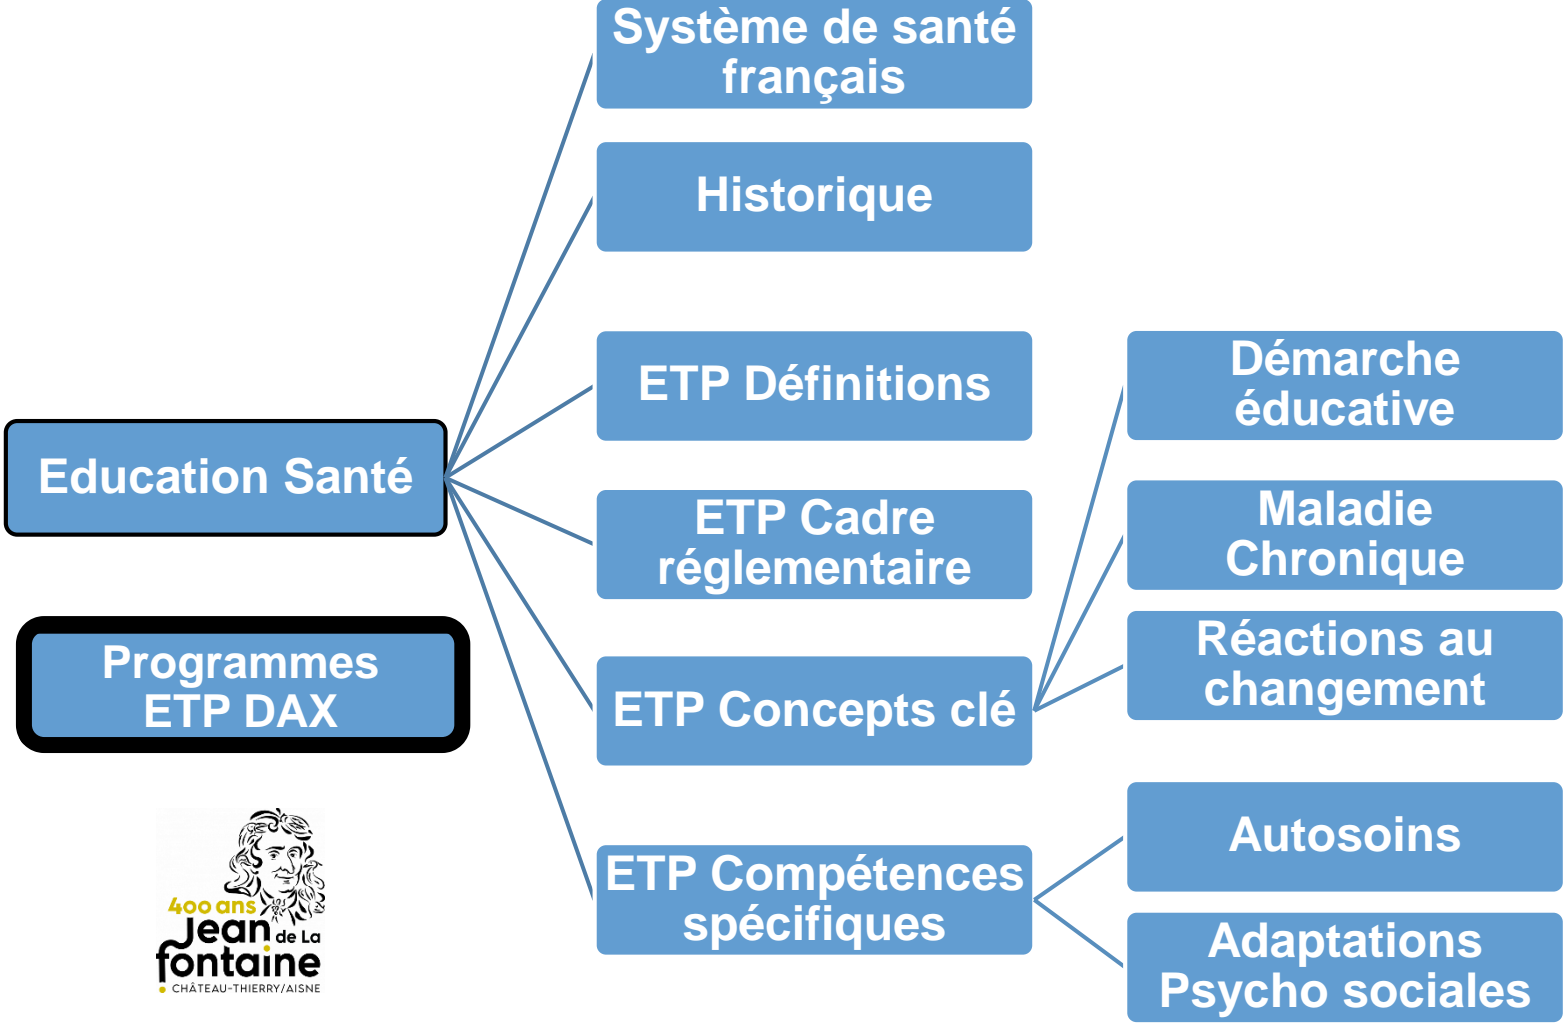 Système de santé
français
Historique
ETP Définitions
Education Santé
ETP Cadre
réglementaire
ETP Concepts clé
ETP Compétences
spécifiques
Démarche
éducative
Maladie
Chronique
Réactions au
changement
Autosoins
Adaptations
Psycho sociales
Programmes
ETP DAX
400 ans
Jean de La
fontaine
CHÂTEAU-THIERRY/AISNE